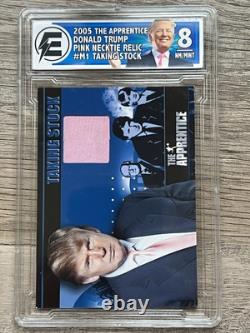 2005 THE APPRENTICE
DONALD TRUMP
PINK NECKTIE RELIC
#M1 TAKING STOCK
8
NM/MINT
TAKING STOCK
THE APPRENTICE